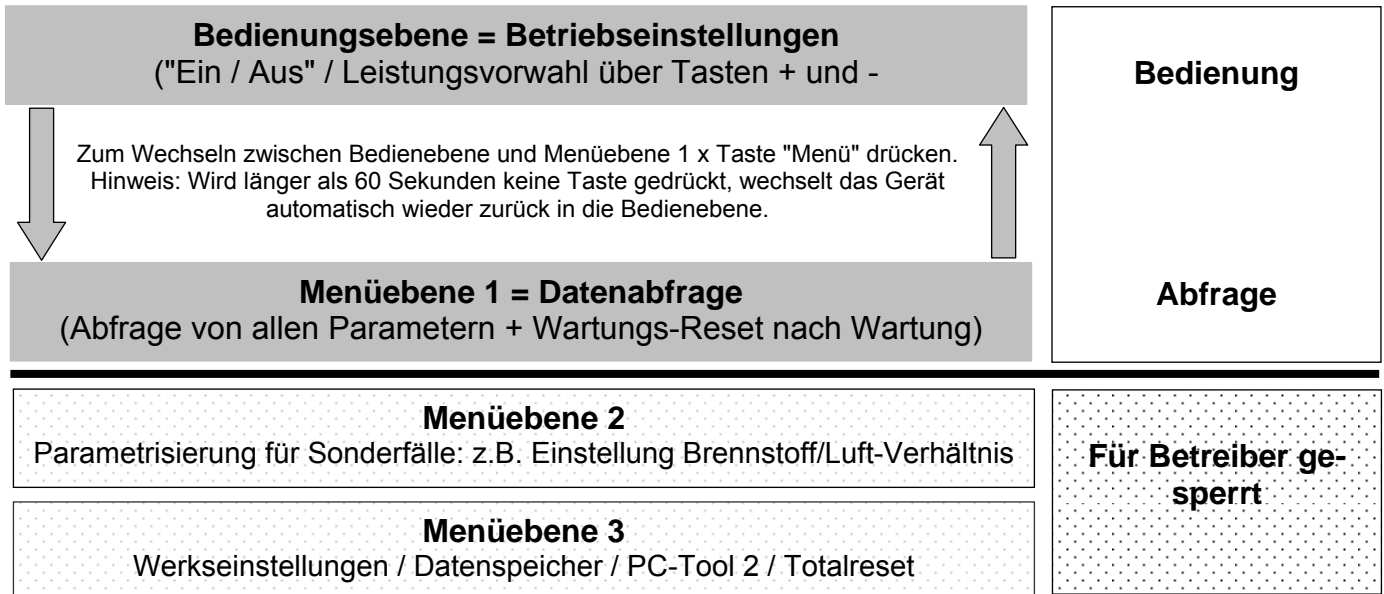 Bedienungsebene = Betriebseinstellungen
("Ein / Aus" / Leistungsvorwahl über Tasten + und -
Bedienung
Zum Wechseln zwischen Bedienebene und Menüebene 1 x Taste "Menü" drücken.
Hinweis: Wird länger als 60 Sekunden keine Taste gedrückt, wechselt das Gerät
automatisch wieder zurück in die Bedienebene.
Menüebene 1 = Datenabfrage
(Abfrage von allen Parametern + Wartungs-Reset nach Wartung)
Abfrage
Menüebene 2
Parametrisierung für Sonderfälle: z.B. Einstellung Brennstoff/Luft-Verhältnis
Für Betreiber ge-
sperrt
Menüebene 3
Werkseinstellungen / Datenspeicher / PC-Tool 2 / Totalreset